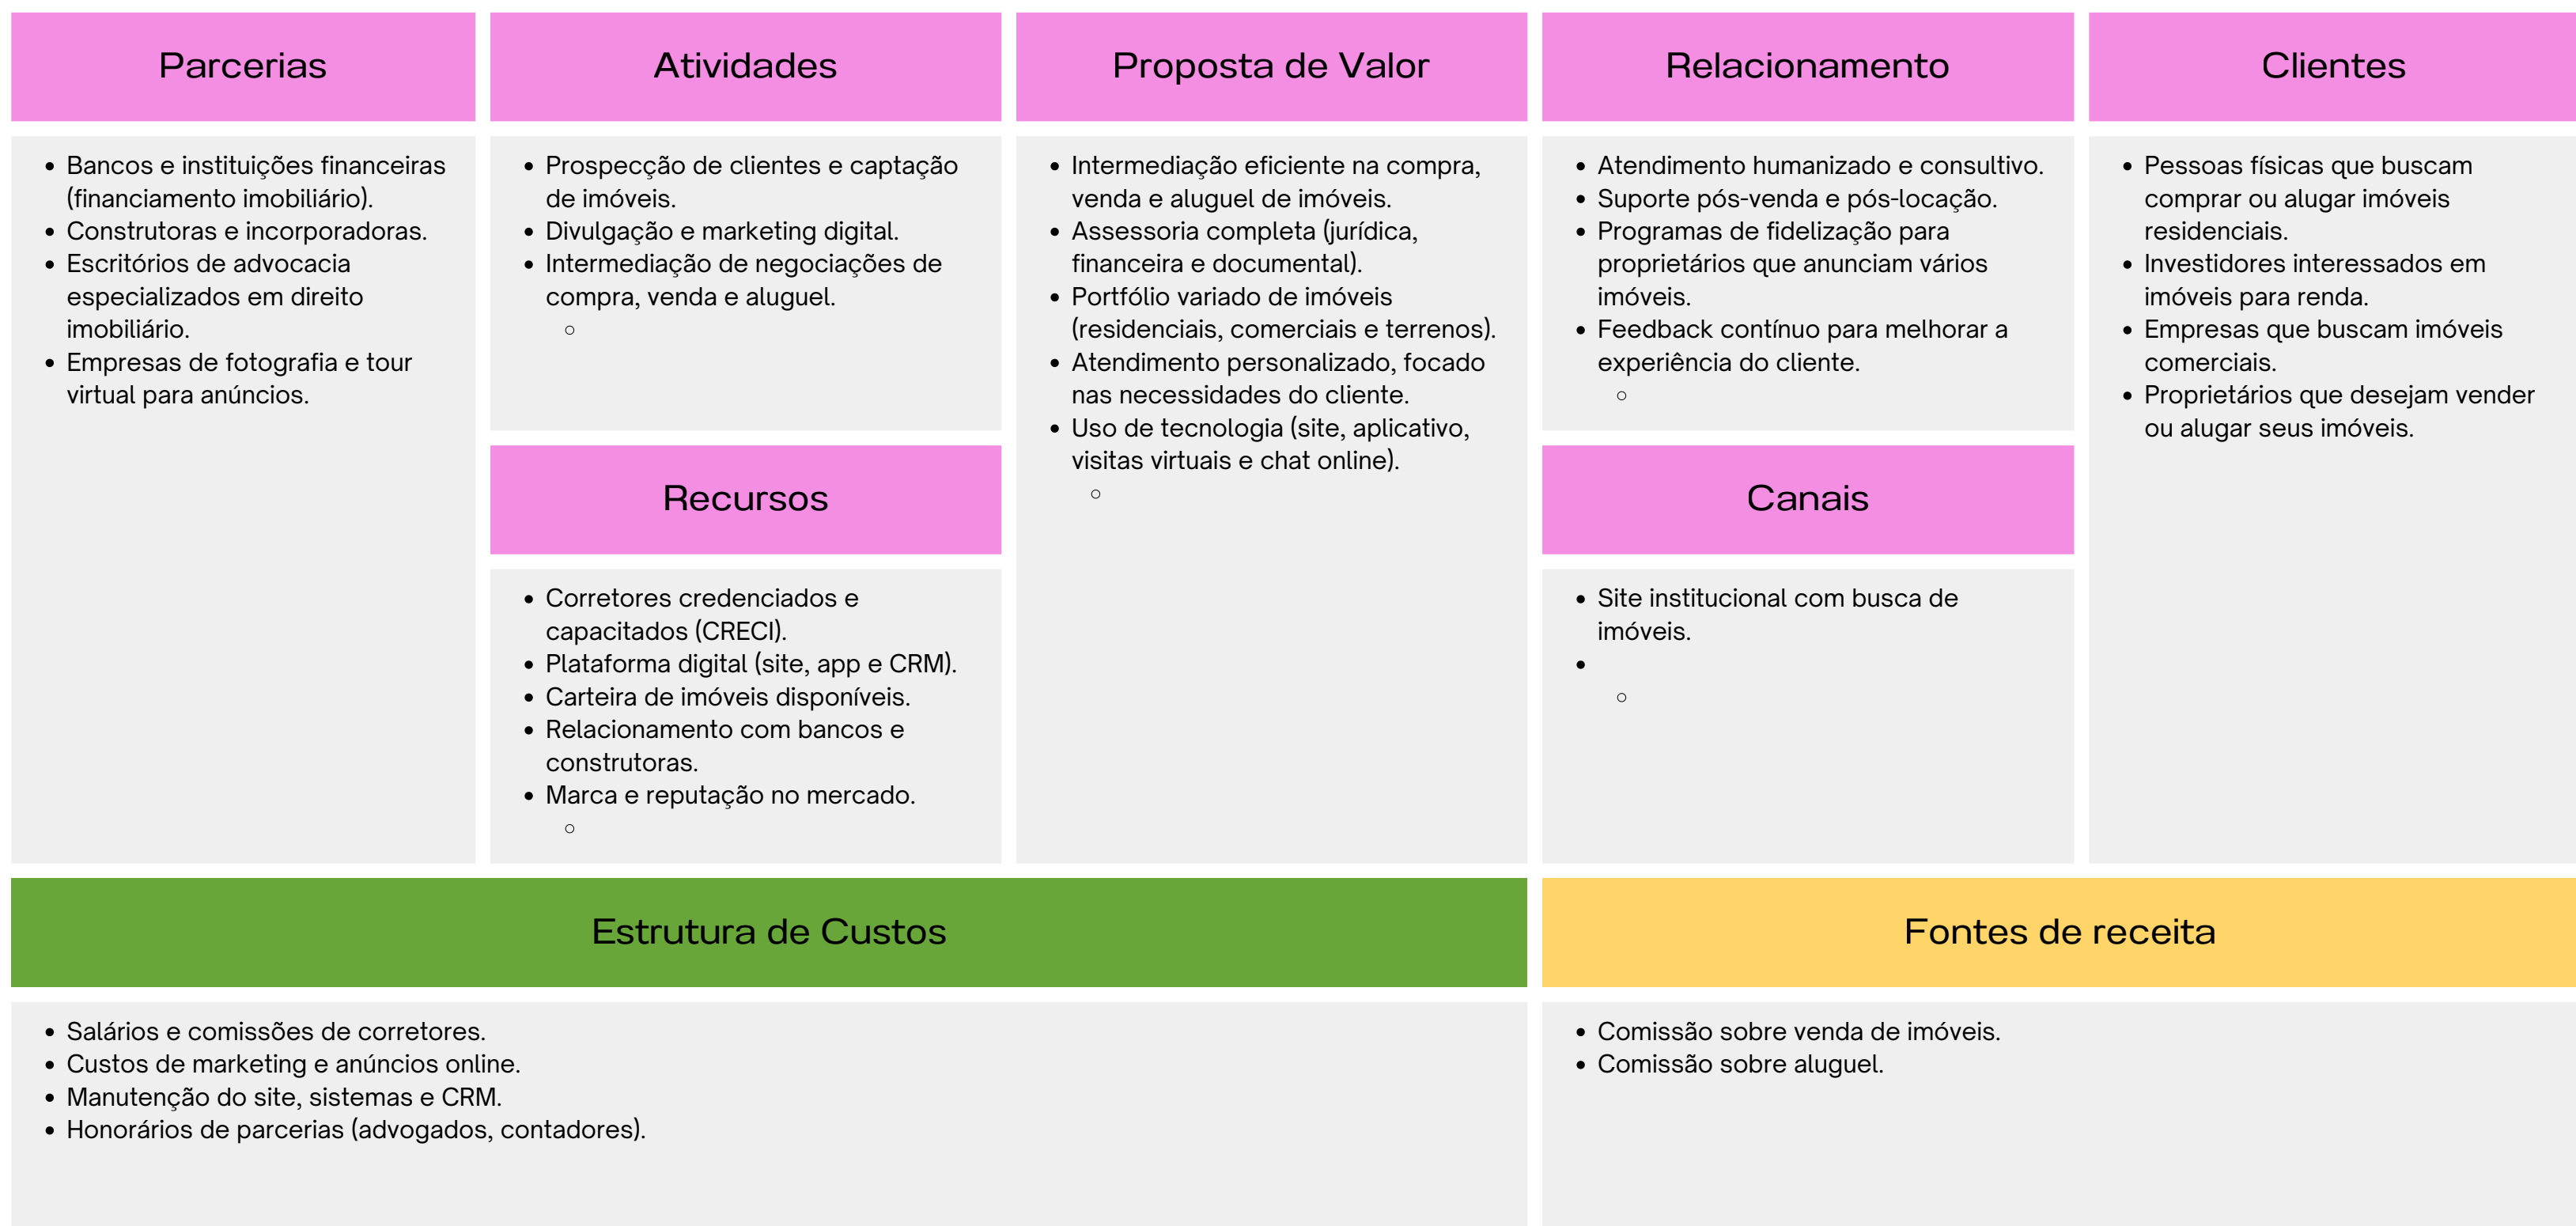 Parcerias
• Bancos e instituições financeiras
(financiamento imobiliário).
• Construtoras e incorporadoras.
• Escritórios de advocacia
especializados em direito
imobiliário.
• Empresas de fotografia e tour
virtual para anúncios.
Atividades
• Prospecção de clientes e captação
de imóveis.
• Divulgação e marketing digital.
• Intermediação de negociações de
compra, venda e aluguel.
Recursos
• Corretores credenciados e
capacitados (CRECI).
• Plataforma digital (site, app e CRM).
• Carteira de imóveis disponíveis.
• Relacionamento com bancos e
construtoras.
• Marca e reputação no mercado.
Proposta de Valor
• Intermediação eficiente na compra,
venda e aluguel de imóveis.
• Assessoria completa (jurídica,
financeira e documental).
• Portfólio variado de imóveis
(residenciais, comerciais e terrenos).
• Atendimento personalizado, focado
nas necessidades do cliente.
• Uso de tecnologia (site, aplicativo,
visitas virtuais e chat online).
Relacionamento
• Atendimento humanizado e consultivo.
• Suporte pós-venda e pós-locação.
• Programas de fidelização para
proprietários que anunciam vários
imóveis.
• Feedback contínuo para melhorar a
experiência do cliente.
Canais
• Site institucional com busca de
imóveis.
Clientes
• Pessoas físicas que buscam
comprar ou alugar imóveis
residenciais.
• Investidores interessados em
imóveis para renda.
• Empresas que buscam imóveis
comerciais.
• Proprietários que desejam vender
ou alugar seus imóveis.
Estrutura de Custos
• Salários e comissões de corretores.
• Custos de marketing e anúncios online.
• Manutenção do site, sistemas e CRM.
• Honorários de parcerias (advogados, contadores).
Fontes de receita
• Comissão sobre venda de imóveis.
• Comissão sobre aluguel.